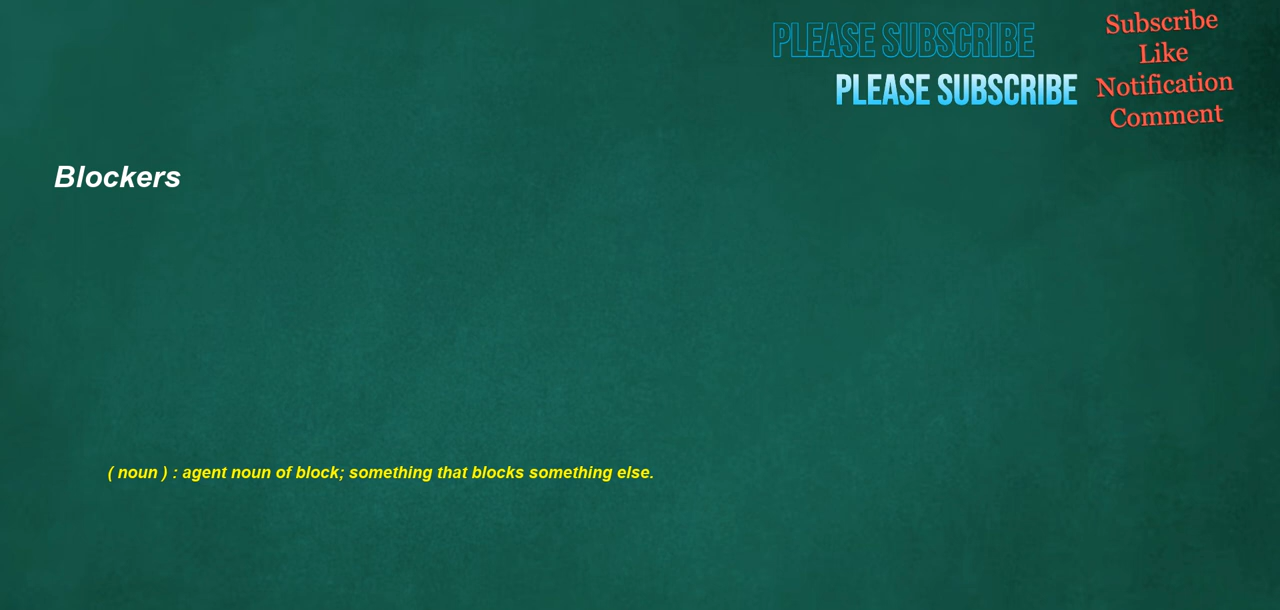 PLEASE SUBSCRIBE
PLEASE SUBSCRIBE
Subscribe
Like
Notification
Comment
Blockers
( noun ) : agent noun of block; something that blocks something else.